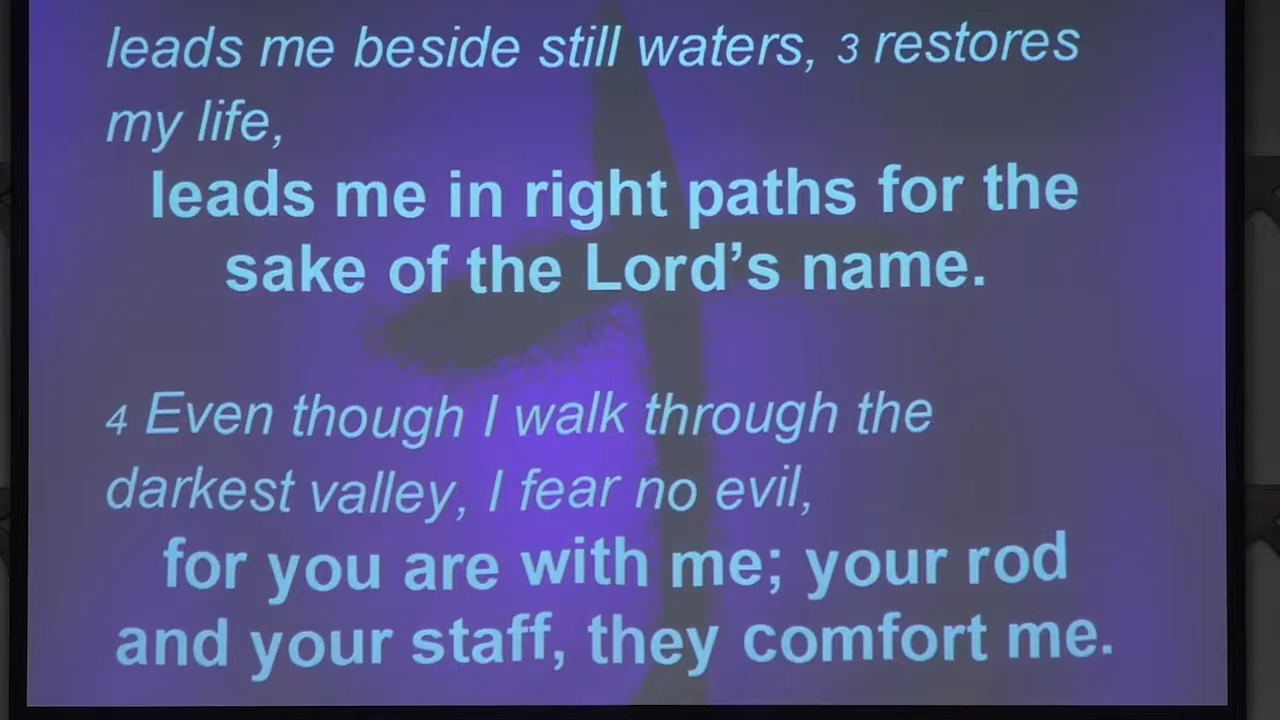 leads me beside still waters, 3 restores
my life,
leads me in right paths for the
sake of the Lord’s name.
4 Even though I walk through the
darkest valley, I fear no evil,
for you are with me; your rod
and your staff, they comfort me.